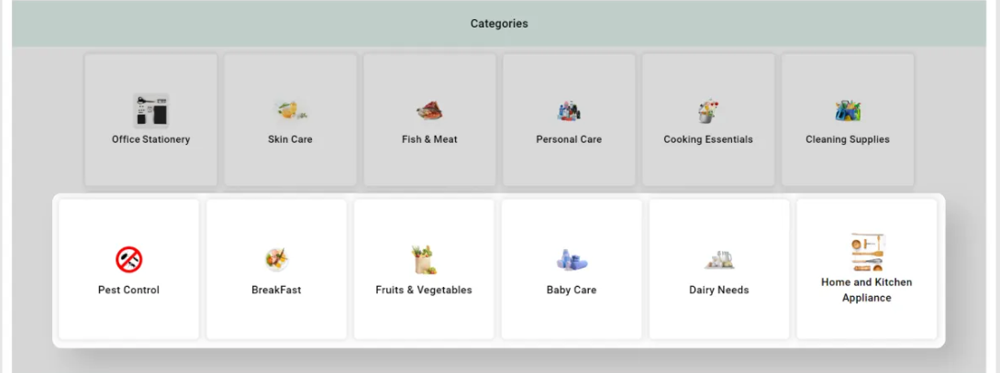 Categories
Office Stationery
Skin Care
Fish & Meat
Personal Care
Cooking Essentials
Cleaning Supplies
Pest Control
BreakFast
Fruits & Vegetables
Baby Care
Dairy Needs
Home and Kitchen
Appliance